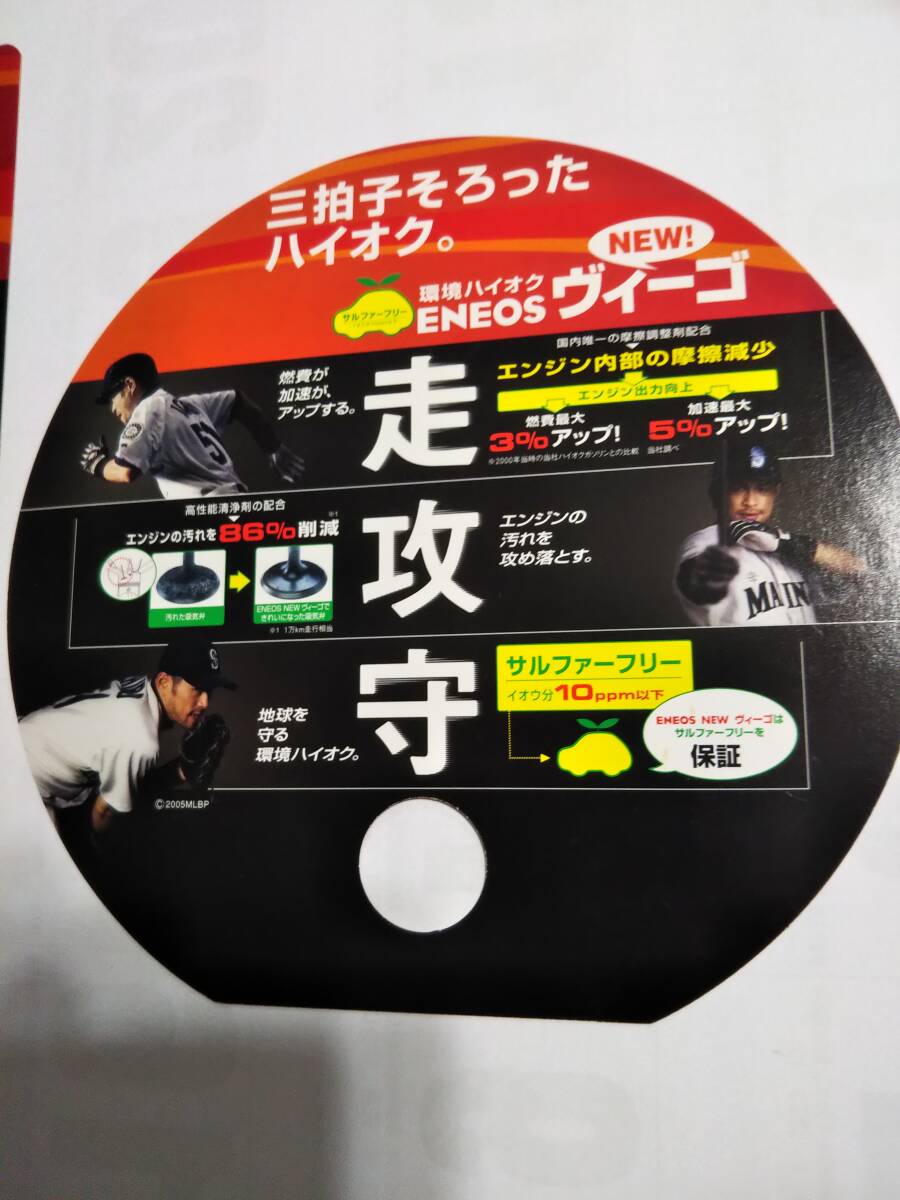 三拍子そろった
ハイオク。
NEW!
サルファーフリー
環境ハイオク
ENEOS ヴィーゴ
燃費が
加速が、
アップする。
走
国内唯一の摩擦調整剤配合
エンジン内部の摩擦減少
エンジン出力向上
燃費最大
3%アップ!
加速最大
5%アップ!
※2000年当時の当社ハイオクガソリンとの比較 当社調べ
51
高性能清浄剤の配合
エンジンの汚れを86%削減※1
汚れた吸気弁
ENEOS NEW ヴィーゴで
きれいになった吸気弁
※1 1万km走行相当
攻
エンジンの
汚れを
攻め落とす。
MARIN
S
地球を
守る
環境ハイオク。
守
サルファーフリー
イオウ分10ppm以下
ENEOS NEW ヴィーゴは
サルファーフリーを
保証
©2005MLBP